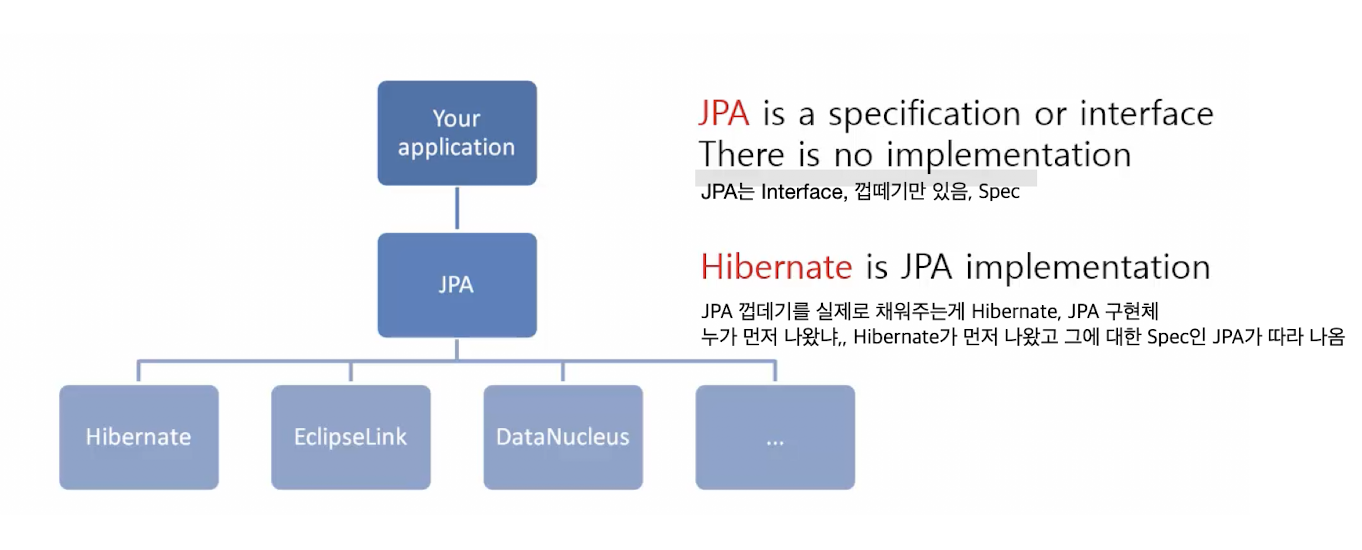 Your
application
JPA
Hibernate
EclipseLink
DataNucleus
...
JPA is a specification or interface
There is no implementation
JPA는 Interface, 껍떼기만 있음, Spec
Hibernate is JPA implementation
JPA 껍데기를 실제로 채워주는게 Hibernate, JPA 구현체
누가 먼저 나왔냐,, Hibernate가 먼저 나왔고 그에 대한 Spec인 JPA가 따라 나옴